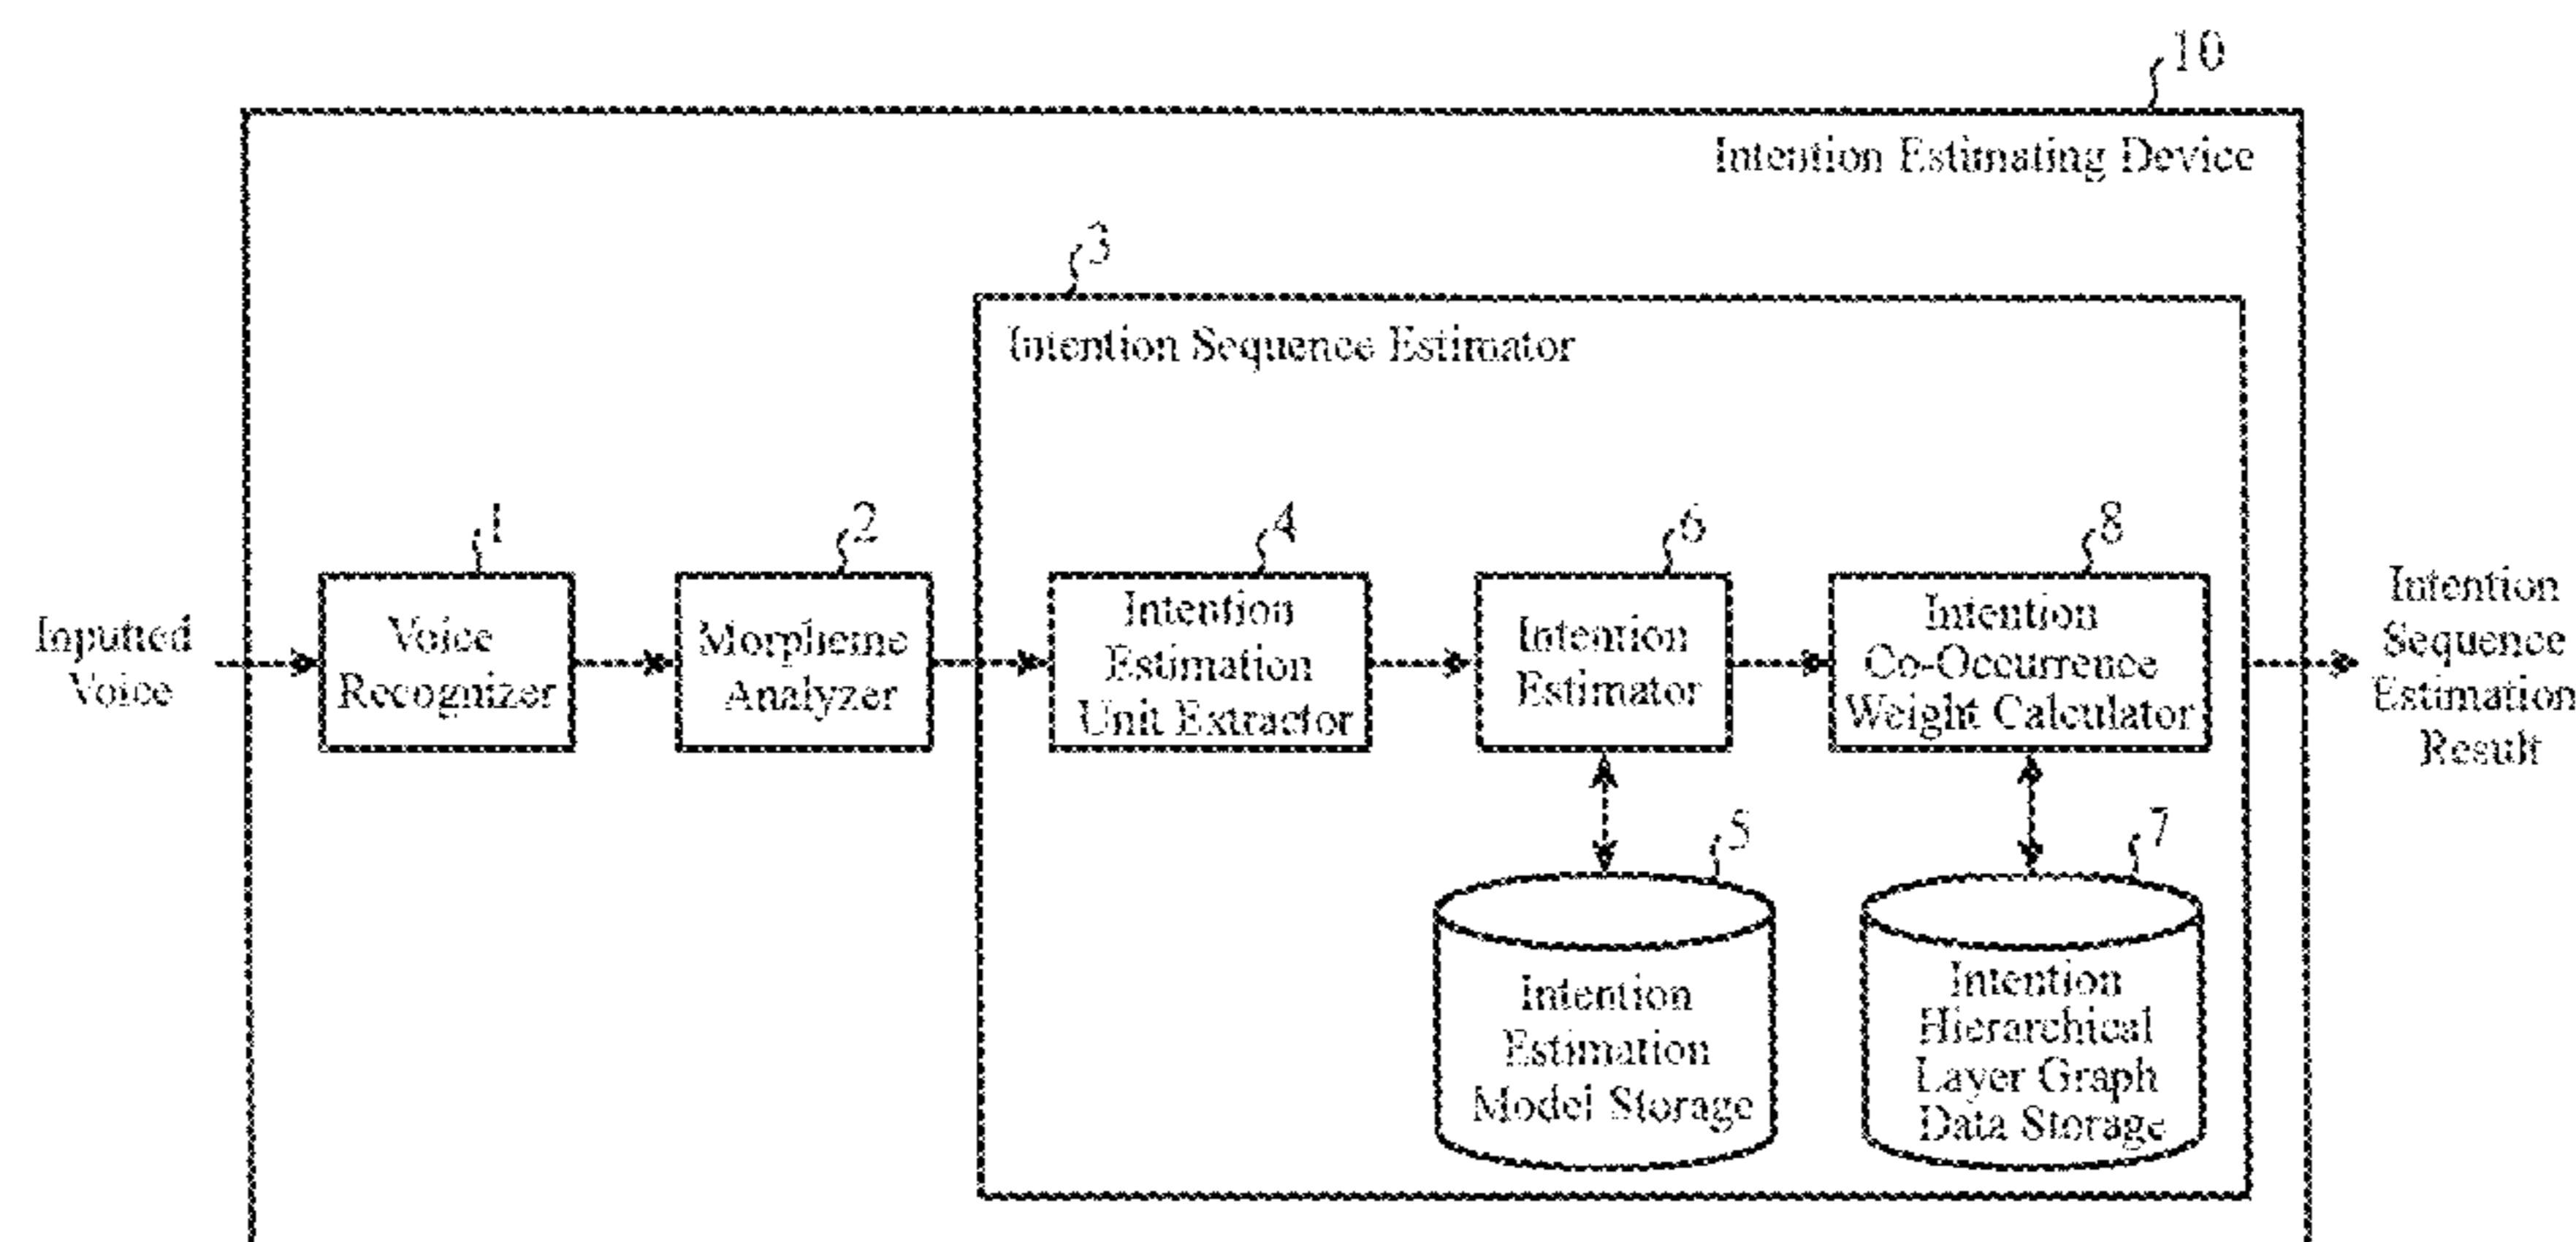 10
Intention Estimating Device
3
Intention Sequence Estimator
1
2
4
6
8
Inputted
Voice
Voice
Recognizer
Morpheme
Analyzer
Intention
Estimation
Unit Extractor
Intention
Estimator
Intention
Co-Occurrence
Weight Calculator
Intention
Sequence
Estimation
Result
5
7
Intention
Estimation
Model Storage
Intention
Hierarchical
Layer Graph
Data Storage